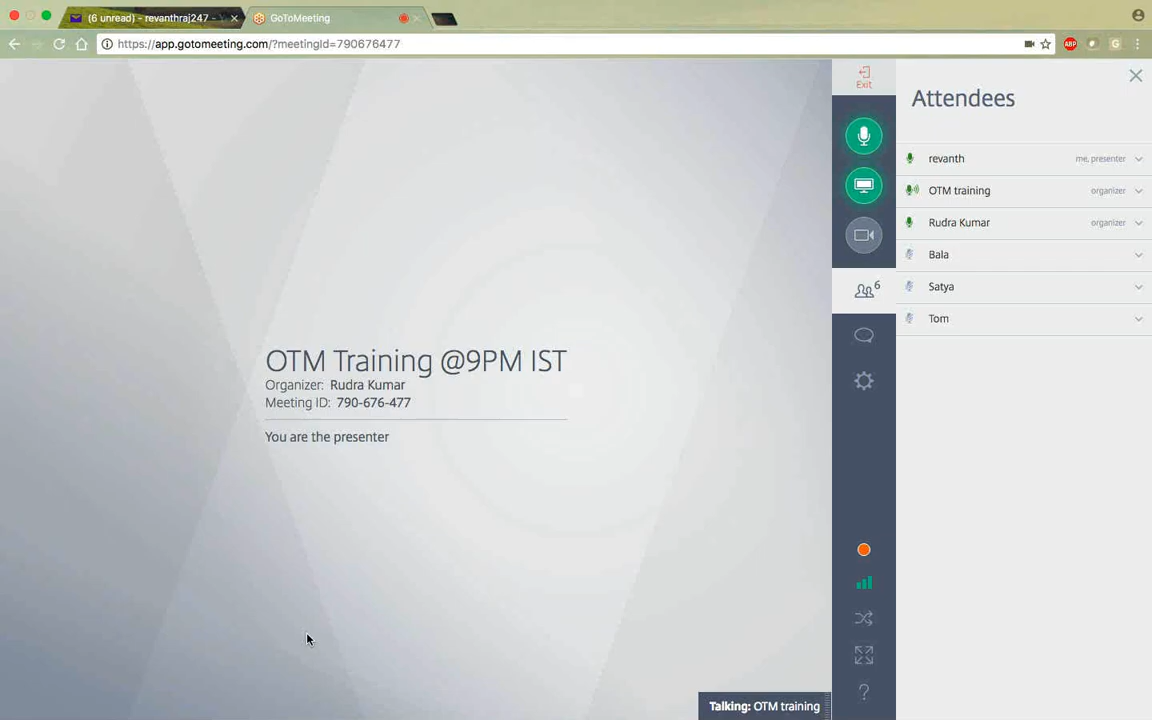 (6 unread) - revanthraj247 -
GoToMeeting
https://app.gotomeeting.com/?meetingId=790676477
ABP
G
Exit
Attendees
revanth me, presenter
OTM training organizer
Rudra Kumar organizer
Bala
6
Satya
Tom
OTM Training @9PM IST
Organizer: Rudra Kumar
Meeting ID: 790-676-477
You are the presenter
?
Talking: OTM training